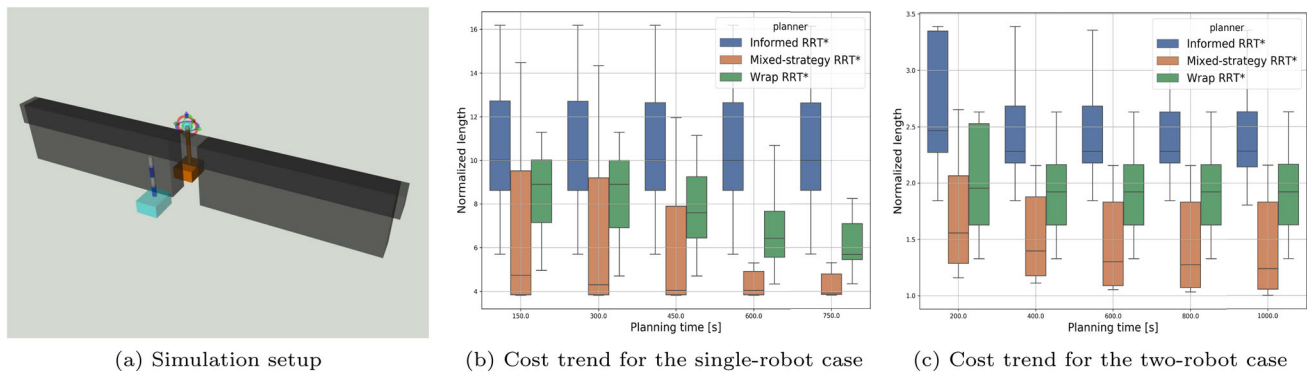 planner
Informed RRT*
Mixed-strategy RRT*
Wrap RRT*
Normalized length
16
14
12
10
8
6
4
150.0
300.0
450.0
600.0
750.0
Planning time [s]
planner
Informed RRT*
Mixed-strategy RRT*
Wrap RRT*
Normalized length
3.5
3.0
2.5
2.0
1.5
1.0
200.0
400.0
600.0
800.0
1000.0
Planning time [s]
(a) Simulation setup
(b) Cost trend for the single-robot case
(c) Cost trend for the two-robot case